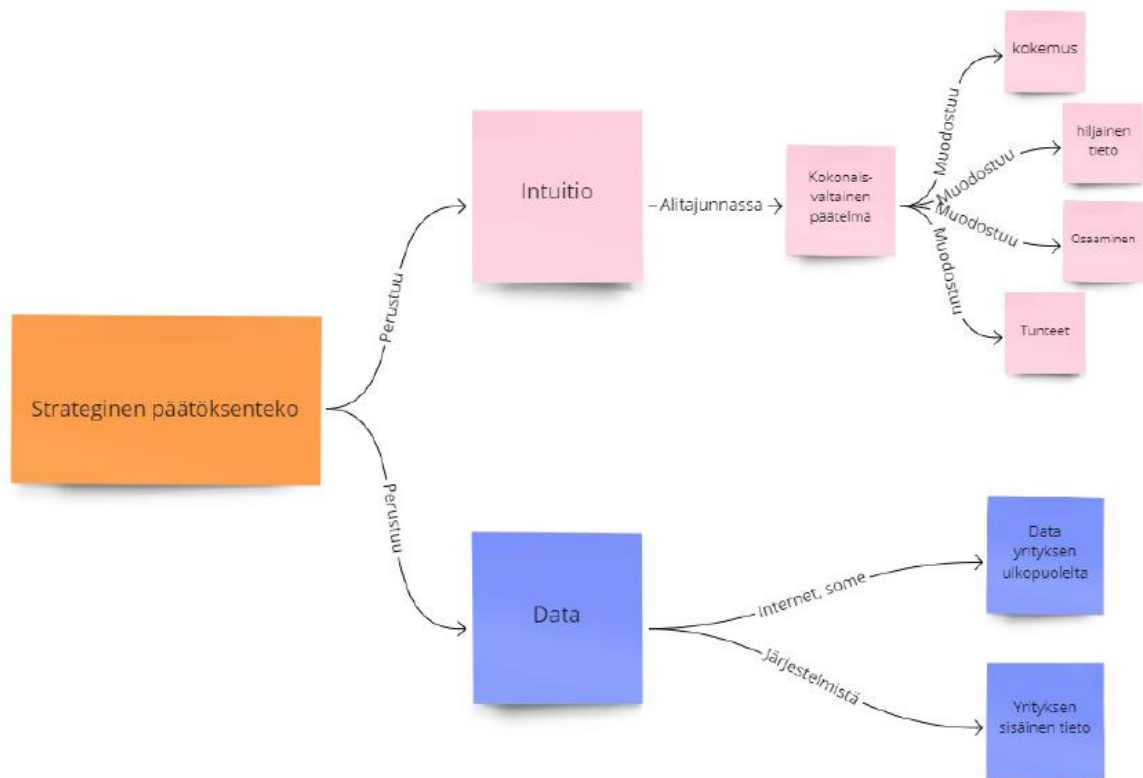 kokemus
Muodostuu
hiljainen
tieto
Muodostuu
Intuitio
Alitajunnassa
Kokonais-
valtainen
päätelmä
Muodostuu
Osaaminen
Muodostuu
Tunteet
Perustuu
Strateginen päätöksenteko
Perustuu
Data
Internet, some
Data
yrityksen
ulkopuolelta
Järjestelmistä
Yrityksen
sisäinen tieto